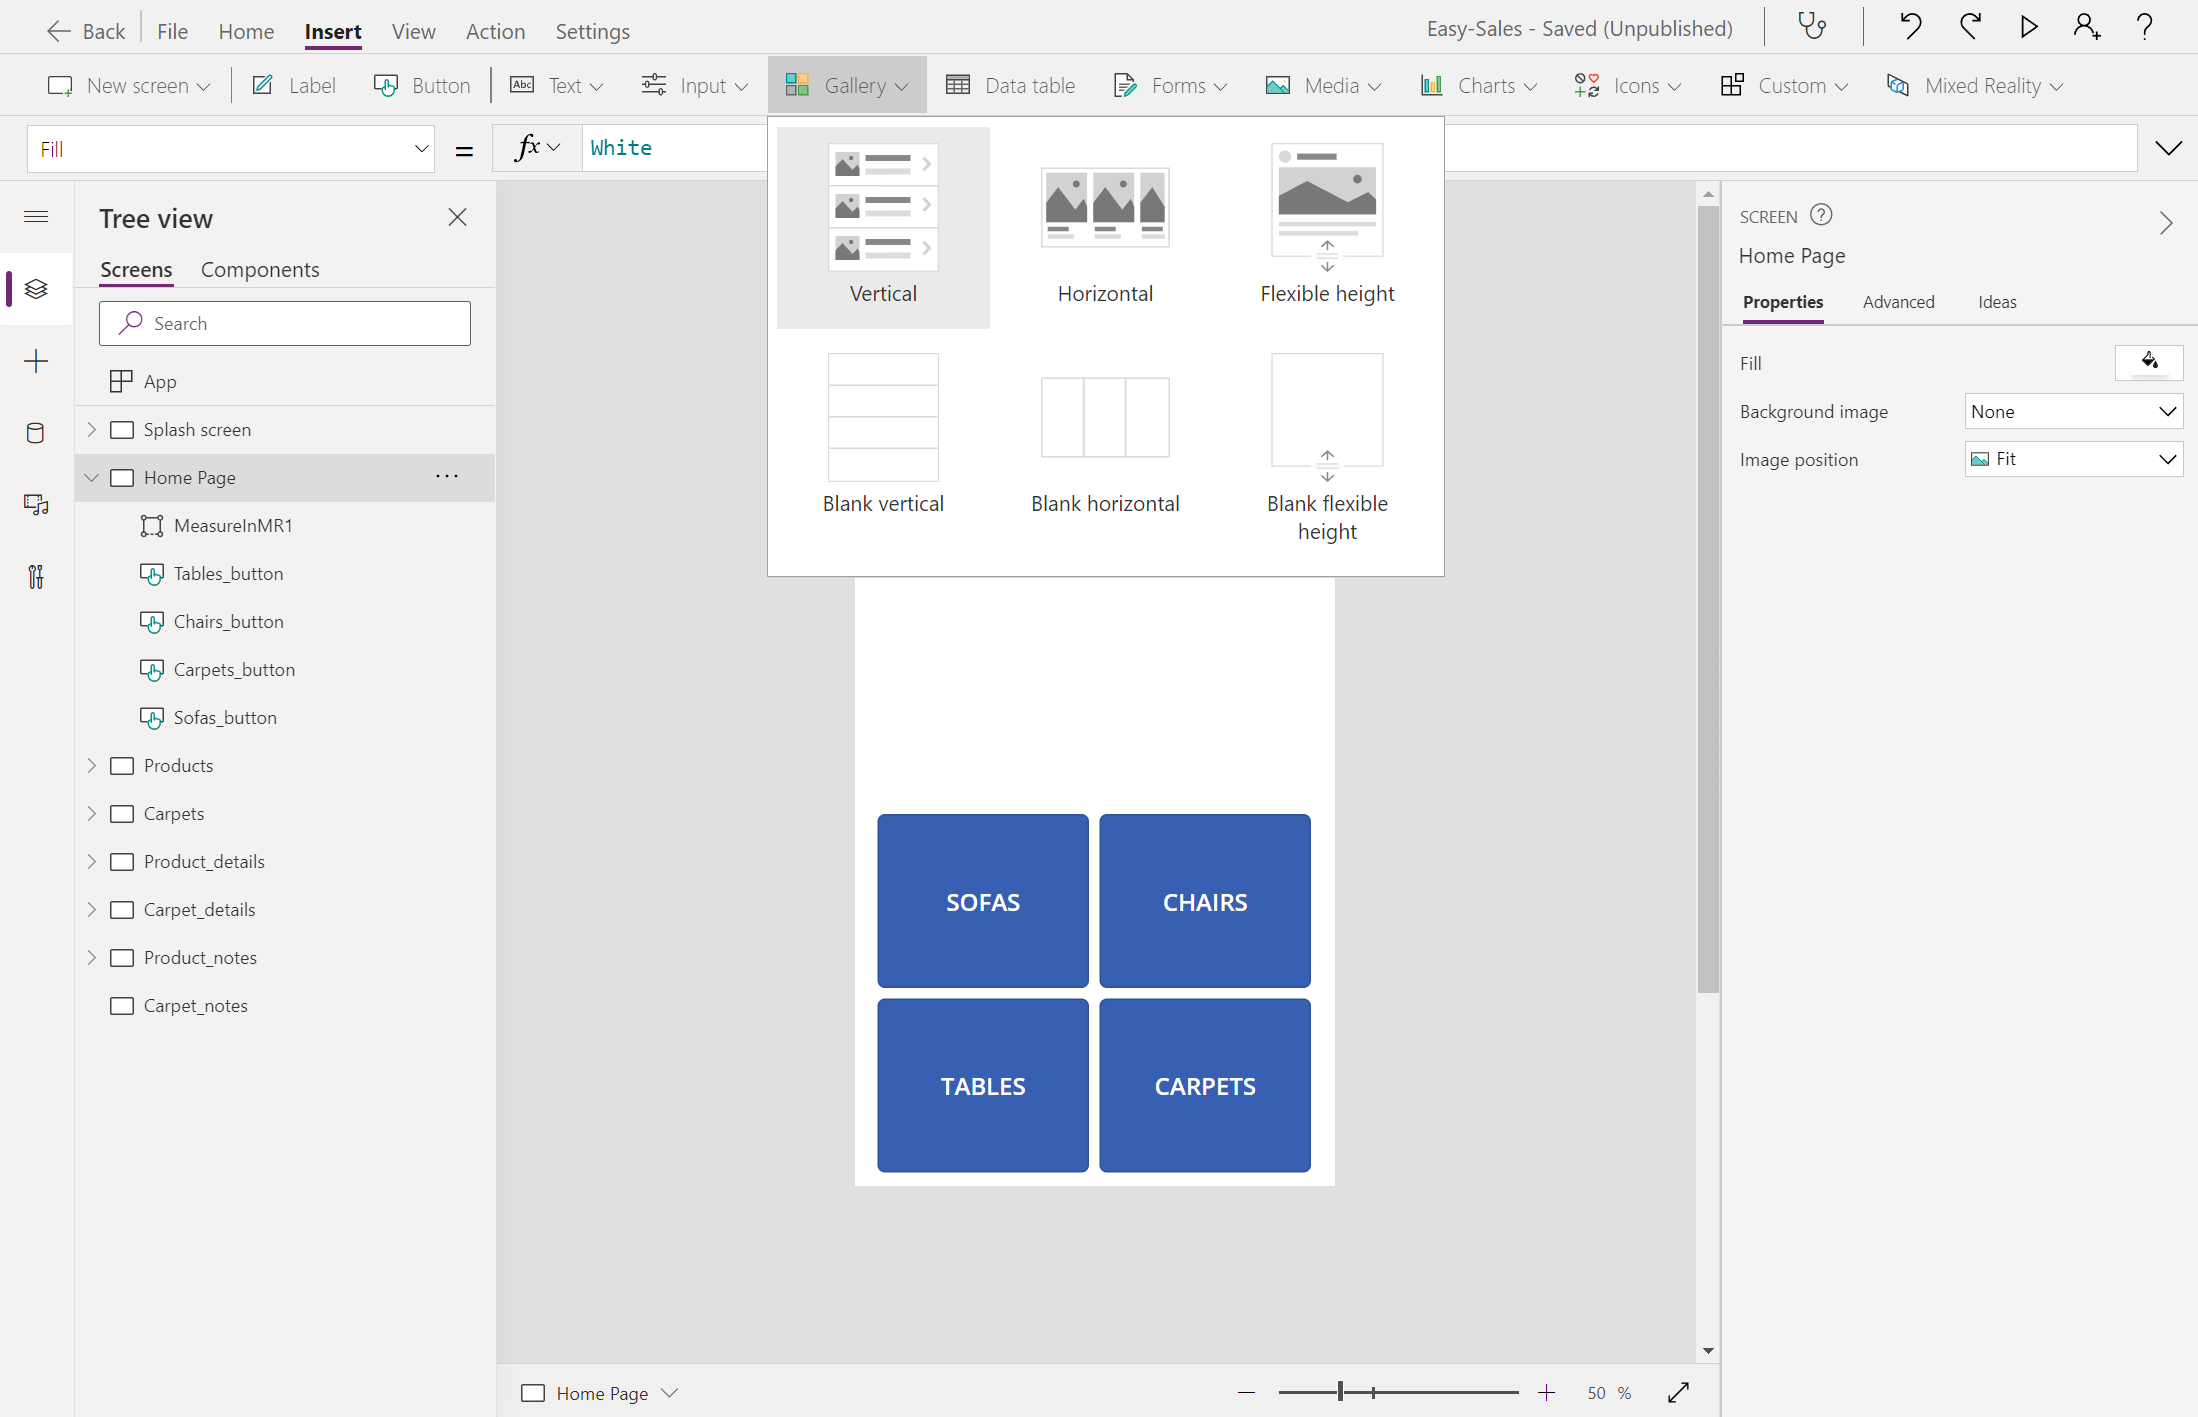 Back File Home Insert View Action Settings Easy-Sales - Saved (Unpublished)
New screen Label Button Abc Text Input Gallery Data table Forms Media Charts Icons Custom Mixed Reality
Fill = fx White
Tree view
Screens Components
Search
App
Splash screen
Home Page
MeasureInMR1
Tables_button
Chairs_button
Carpets_button
Sofas_button
Products
Carpets
Product_details
Carpet_details
Product_notes
Carpet_notes
Vertical Horizontal Flexible height
Blank vertical Blank horizontal Blank flexible
height
SOFAS CHAIRS
TABLES CARPETS
Home Page 50 %
SCREEN
Home Page
Properties Advanced Ideas
Fill
Background image None
Image position Fit